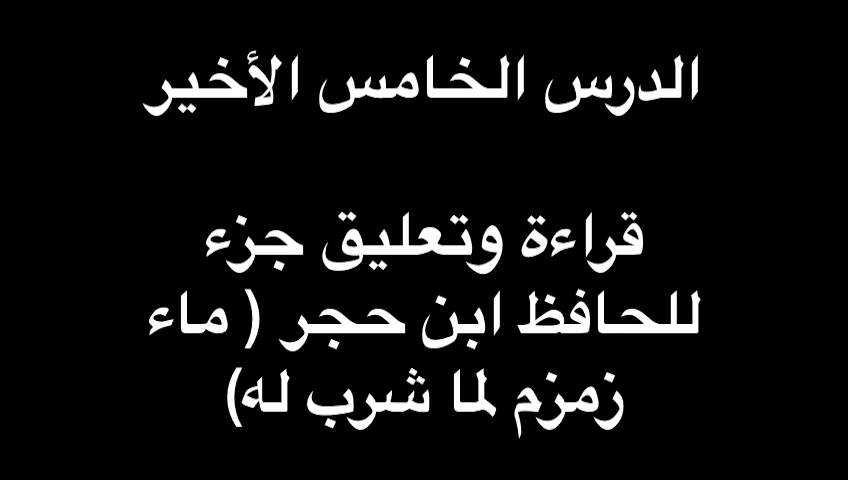 الدرس الخامس الأخير
قراءة وتعليق جزء
للحافظ ابن حجر ( ماء
زمزم لما شرب له)